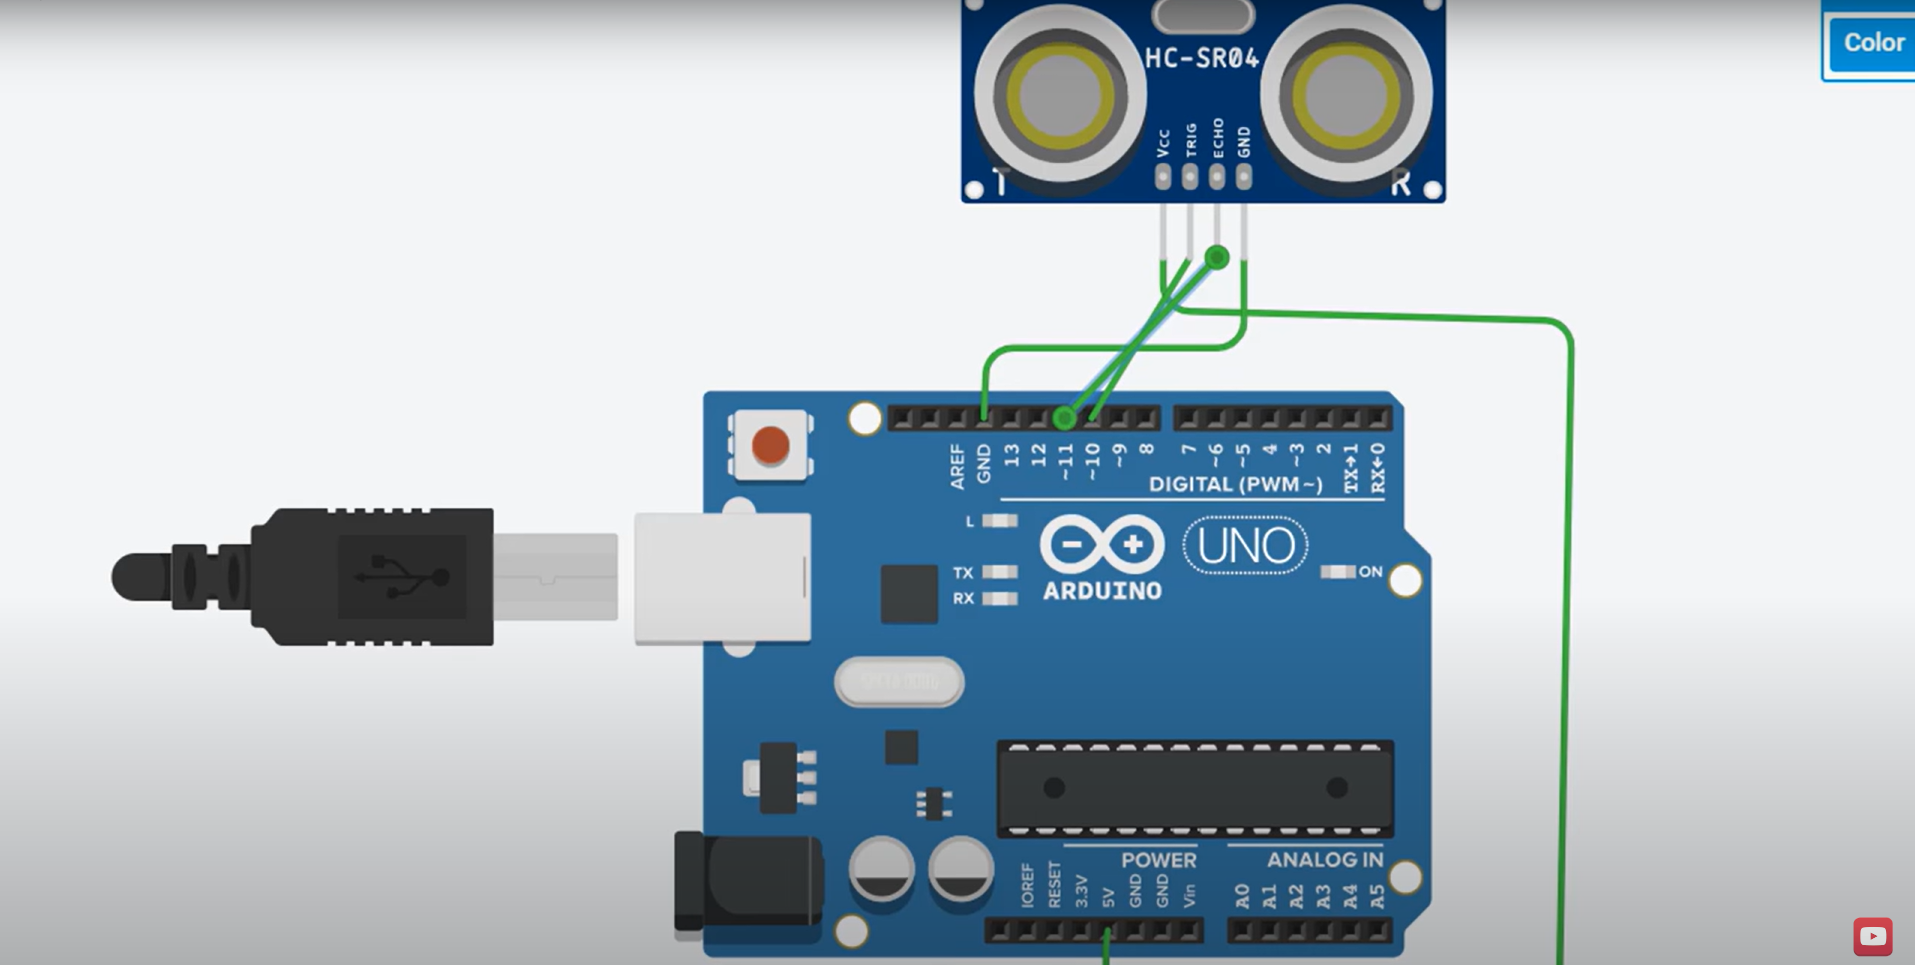 Color
HC-SR04
VCC
TRIG
ECHO
GND
T
R
AREF
GND
13
12
~11
~10
~9
8
7
~6
~5
4
~3
2
TX→1
RX←0
DIGITAL (PWM~)
L
TX
RX
ARDUINO
UNO
ON
POWER
ANALOG IN
IOREF
RESET
3.3V
5V
GND
GND
Vin
A0
A1
A2
A3
A4
A5